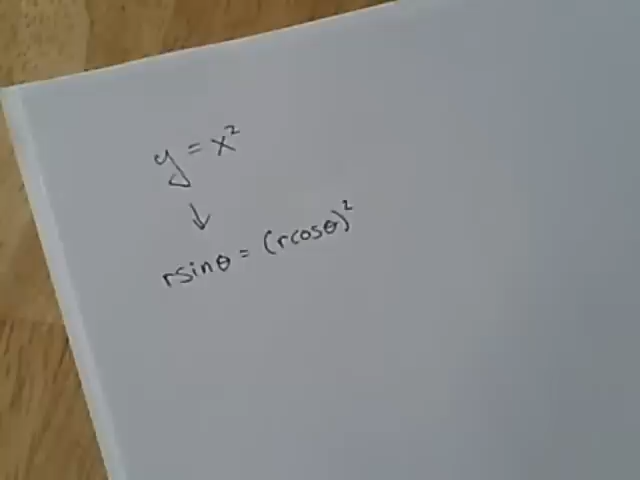 y = x²
↓
rsinθ = (rcosθ)²